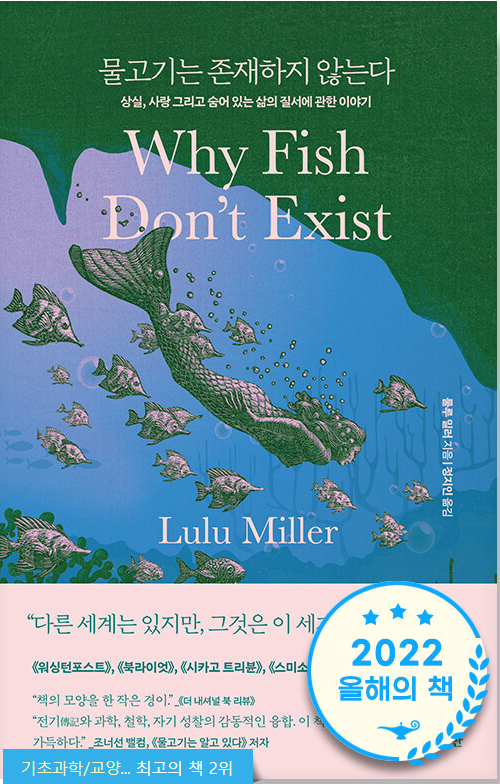 물고기는 존재하지 않는다
상실, 사랑 그리고 숨어 있는 삶의 질서에 관한 이야기
Why Fish
Don't Exist
룰루 밀러 지음 | 정지인 옮김
Lulu Miller
“다른 세계는 있지만, 그것은 이 세
《워싱턴포스트》, 《북라이엇》, 《시카고 트리뷴》, 《스미소
“책의 모양을 한 작은 경이.”_《더 내셔널 북 리뷰》
“전기傳記와 과학, 철학, 자기 성찰의 감동적인 융합. 이 책
가득하다.”_조너선 밸컴, 《물고기는 알고 있다》 저자
2022
올해의 책
기초과학/교양... 최고의 책 2위